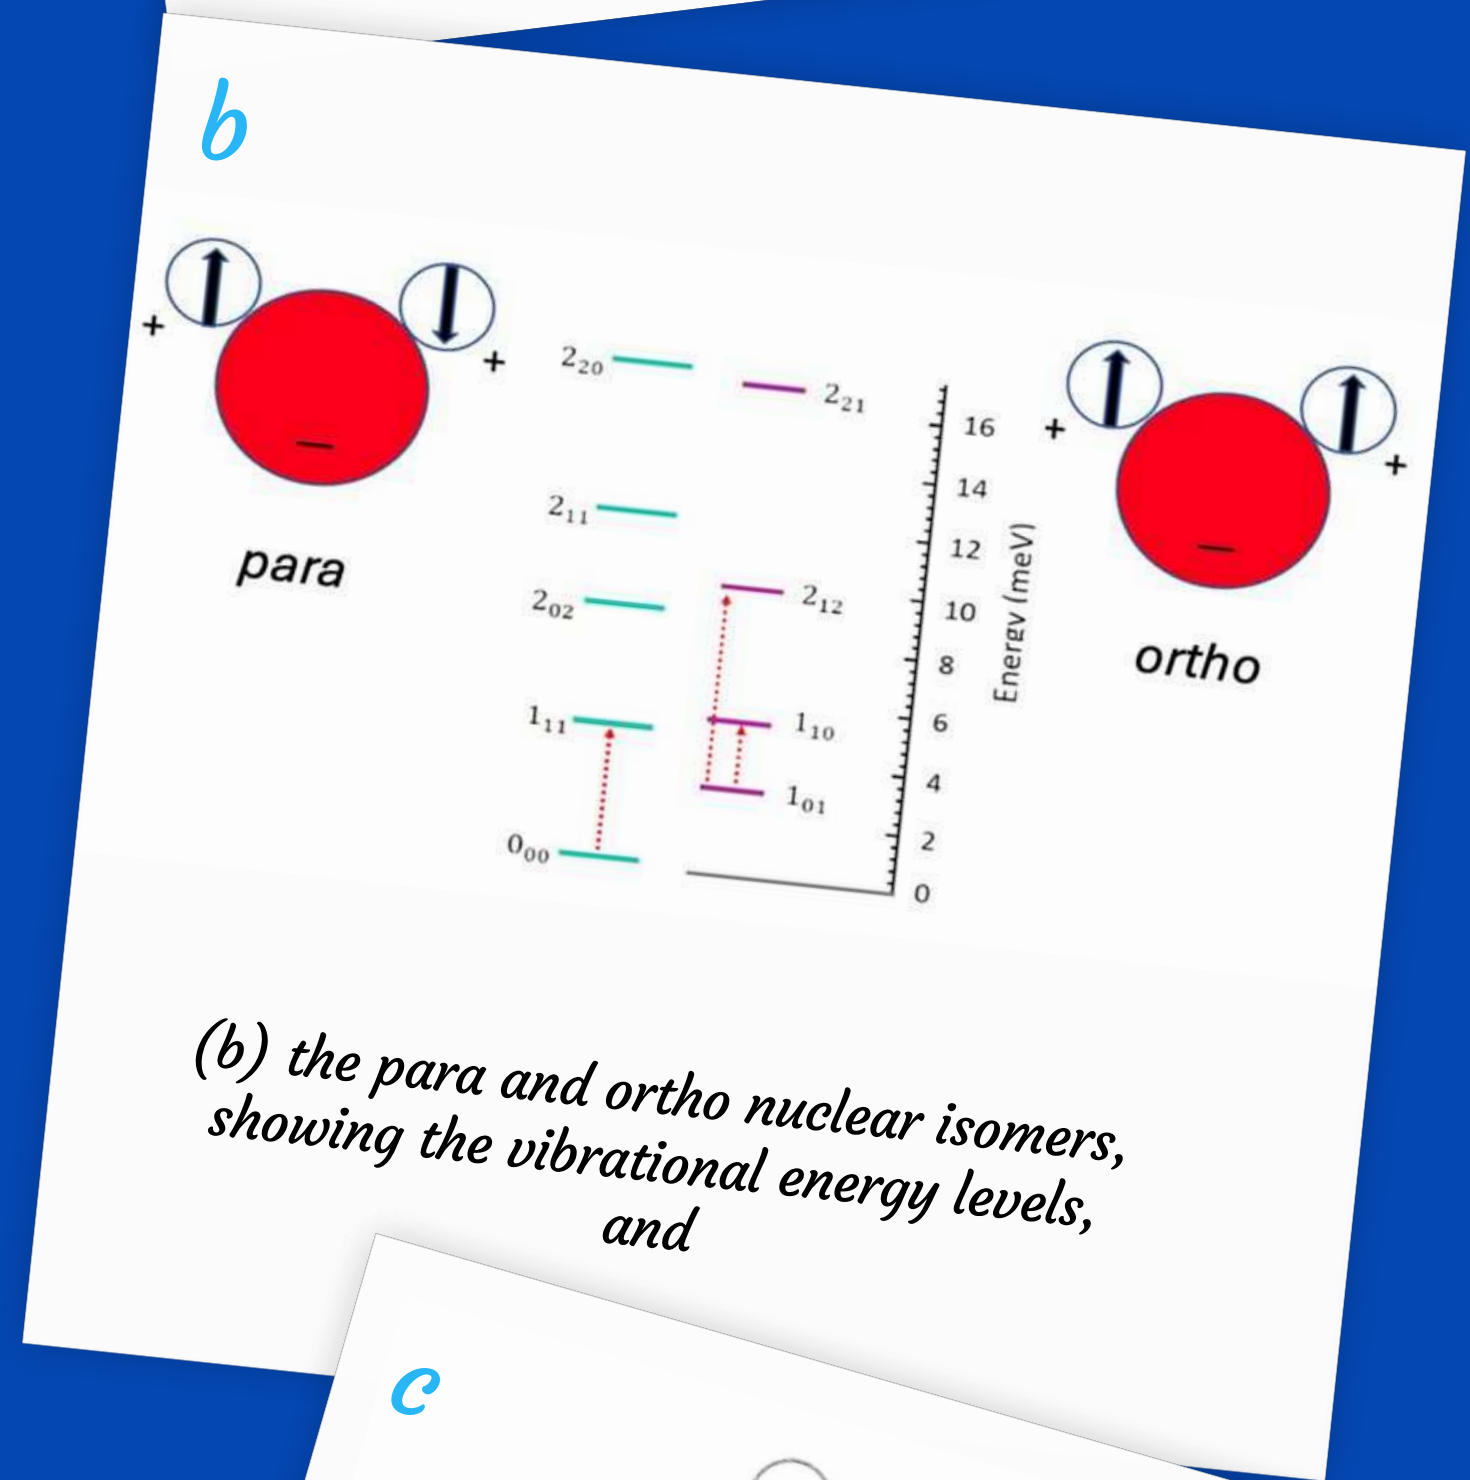 b
+
+
para
2₂₀
2₂₁
2₁₁
2₀₂
2₁₂
1₁₁
1₁₀
1₀₁
0₀₀
16
14
12
10
8
6
4
2
0
Energy (meV)
+
+
ortho
(b) the para and ortho nuclear isomers,
showing the vibrational energy levels,
and
c